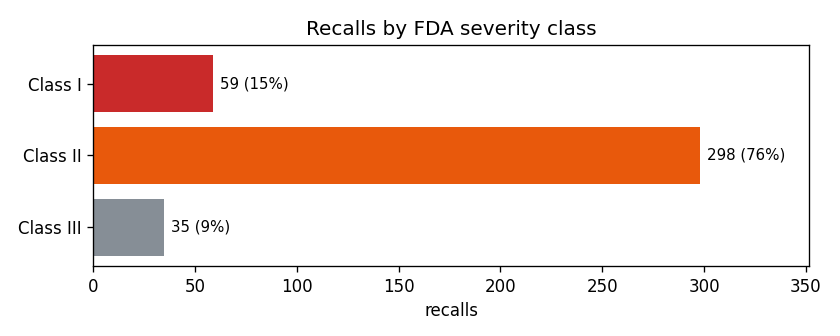 Recalls by FDA severity class
Class I
59 (15%)
Class II
298 (76%)
Class III
35 (9%)
0 50 100 150 200 250 300 350
recalls